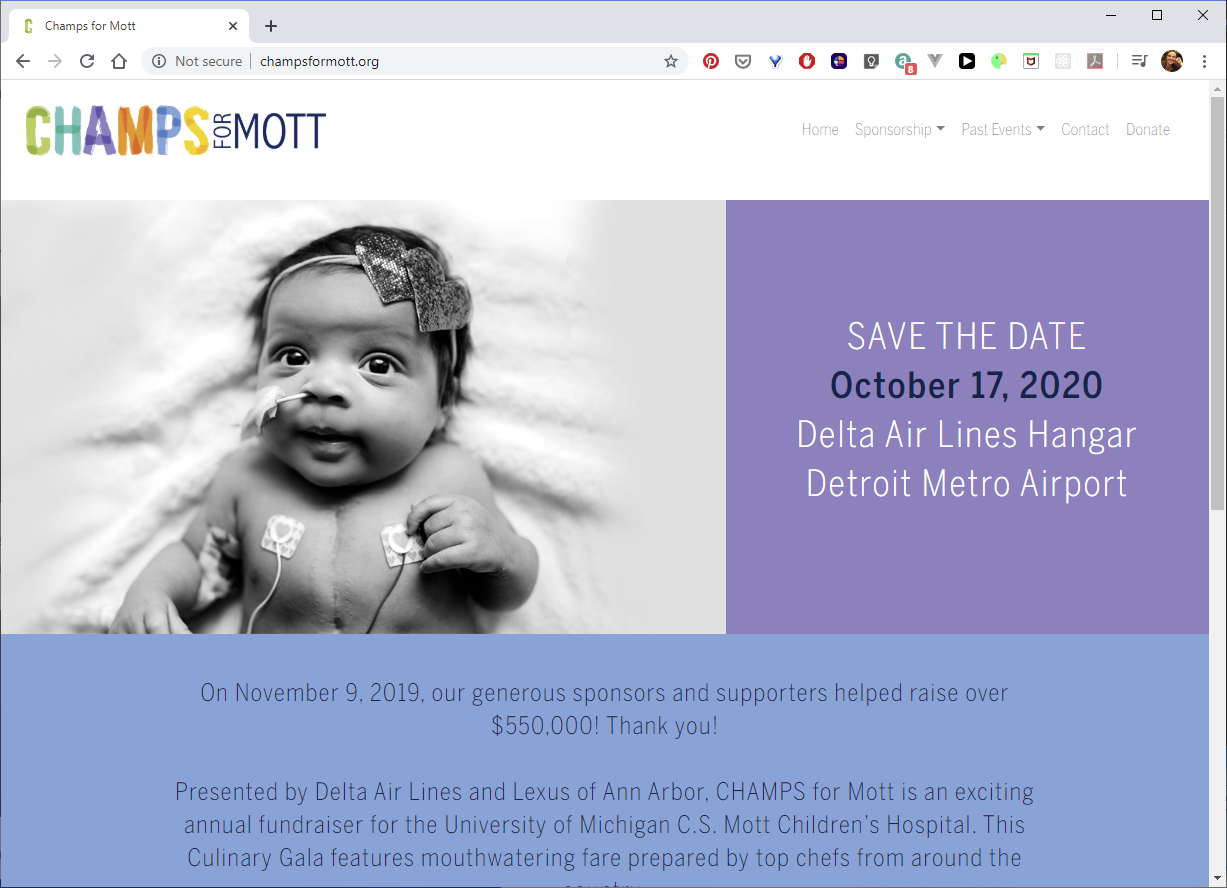 Champs for Mott
Not secure | champsformott.org
8
CHAMPS FOR MOTT
Home Sponsorship Past Events Contact Donate
SAVE THE DATE
October 17, 2020
Delta Air Lines Hangar
Detroit Metro Airport
On November 9, 2019, our generous sponsors and supporters helped raise over
$550,000! Thank you!
Presented by Delta Air Lines and Lexus of Ann Arbor, CHAMPS for Mott is an exciting
annual fundraiser for the University of Michigan C.S. Mott Children's Hospital. This
Culinary Gala features mouthwatering fare prepared by top chefs from around the